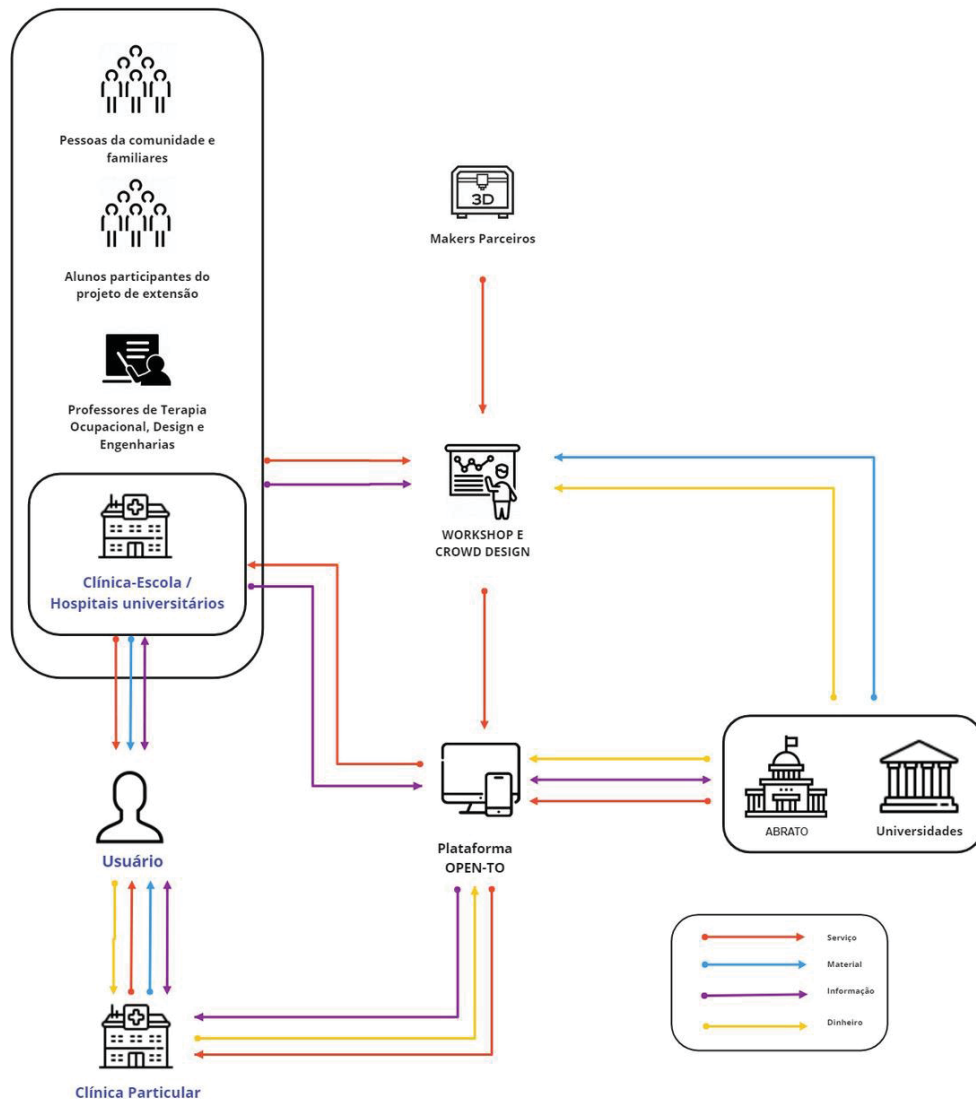 Pessoas da comunidade e
familiares
Alunos participantes do
projeto de extensão
Professores de Terapia
Ocupacional, Design e
Engenharias
Clínica-Escola /
Hospitais universitários
Usuário
Clínica Particular
3D
Makers Parceiros
WORKSHOP E
CROWD DESIGN
Plataforma
OPEN-TO
ABRATO
Universidades
Serviço
Material
Informação
Dinheiro